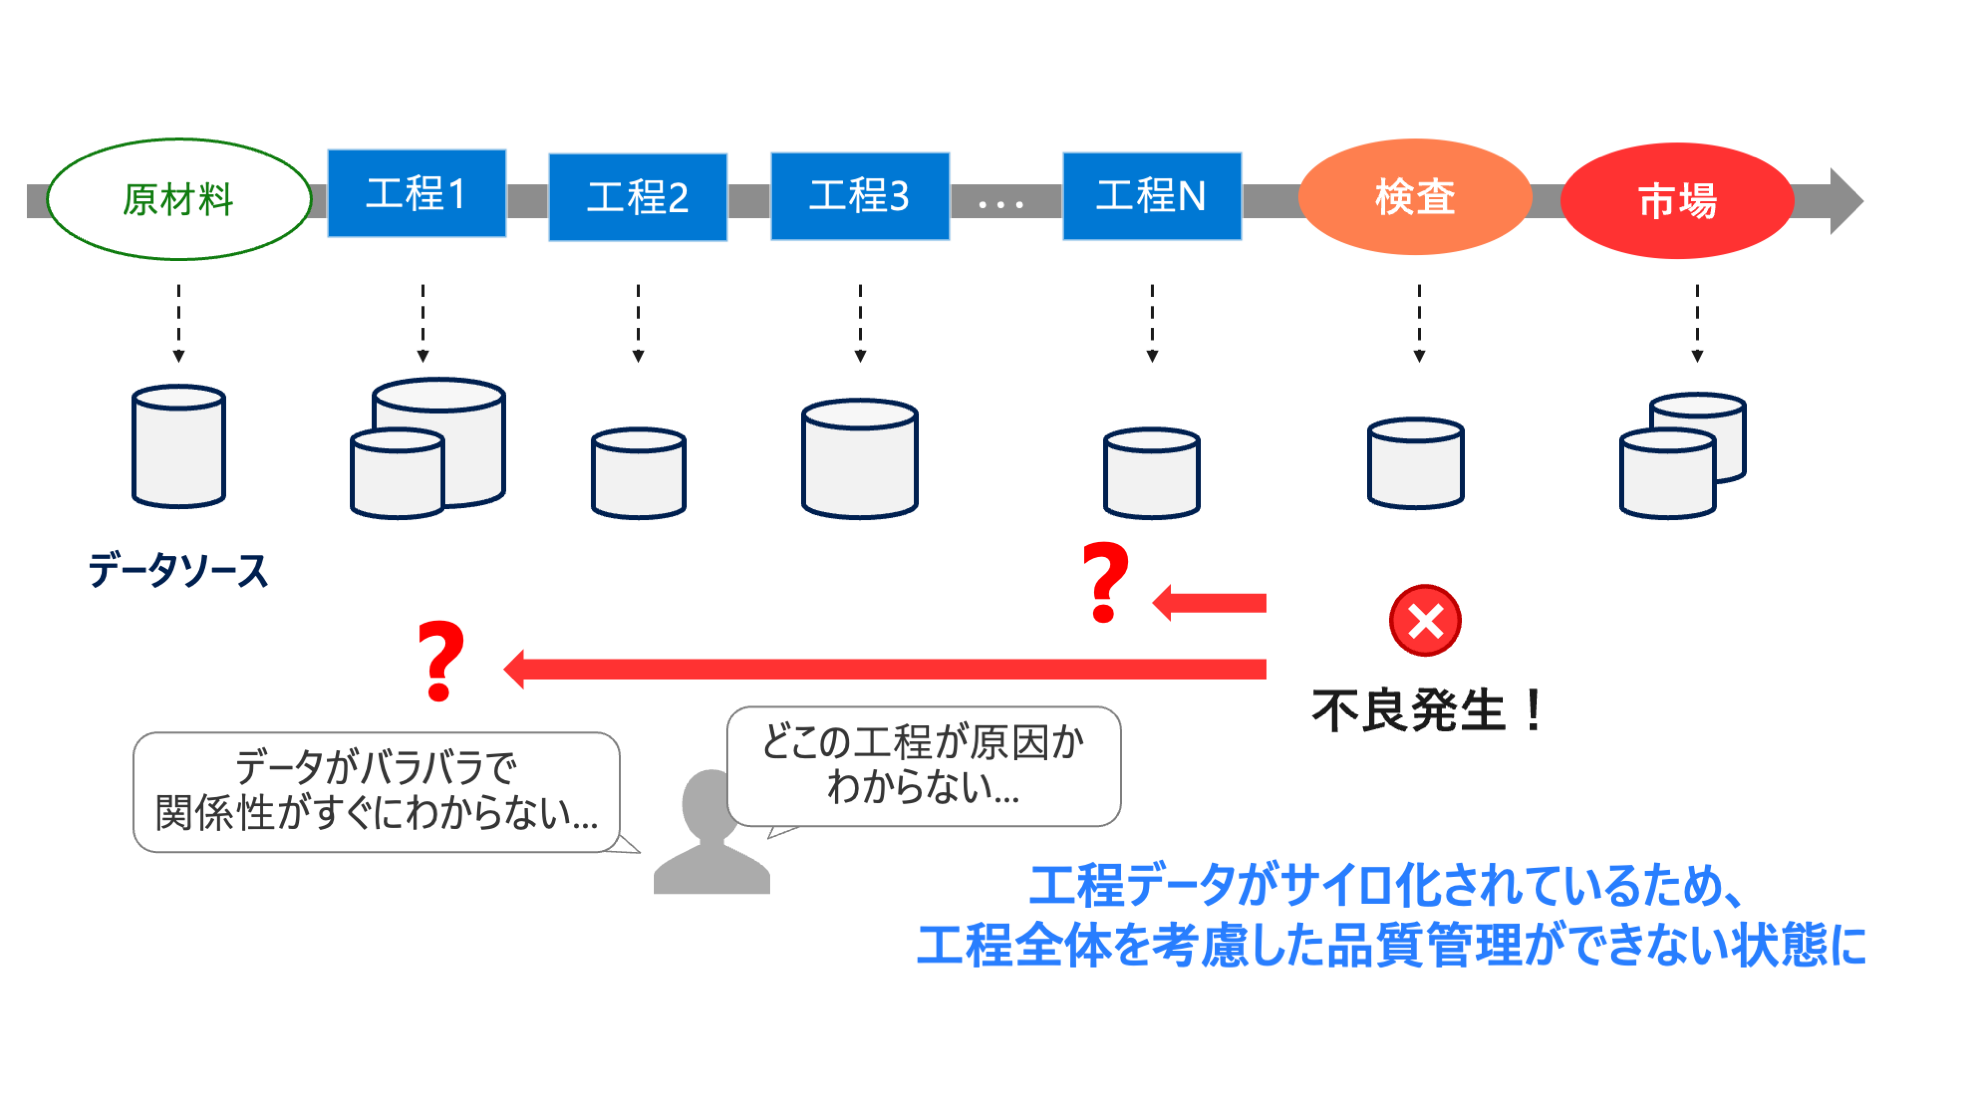 原材料
工程1
工程2
工程3
...
工程N
検査
市場
データソース
?
?
不良発生！
データがバラバラで
関係性がすぐにわからない...
どこの工程が原因か
わからない...
工程データがサイロ化されているため、
工程全体を考慮した品質管理ができない状態に